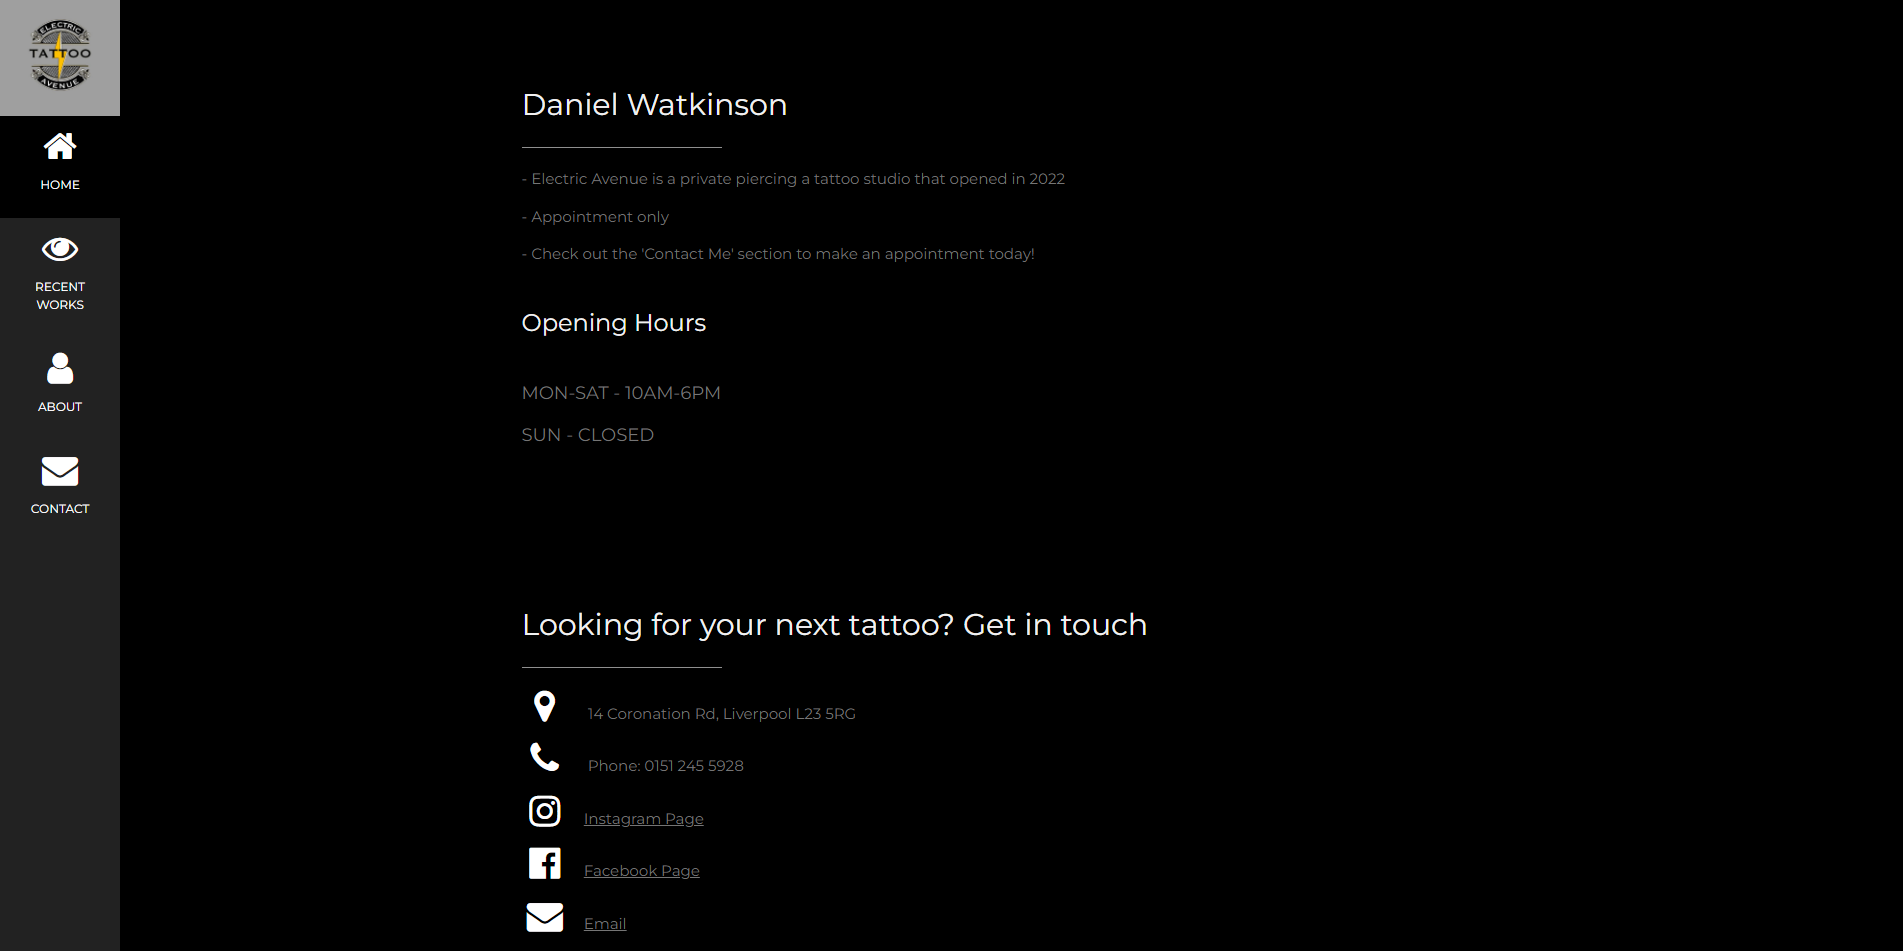 ELECTRIC
TATTOO
AVENUE
HOME
RECENT
WORKS
ABOUT
CONTACT
Daniel Watkinson
- Electric Avenue is a private piercing a tattoo studio that opened in 2022
- Appointment only
- Check out the 'Contact Me' section to make an appointment today!
Opening Hours
MON-SAT - 10AM-6PM
SUN - CLOSED
Looking for your next tattoo? Get in touch
14 Coronation Rd, Liverpool L23 5RG
Phone: 0151 245 5928
Instagram Page
Facebook Page
Email